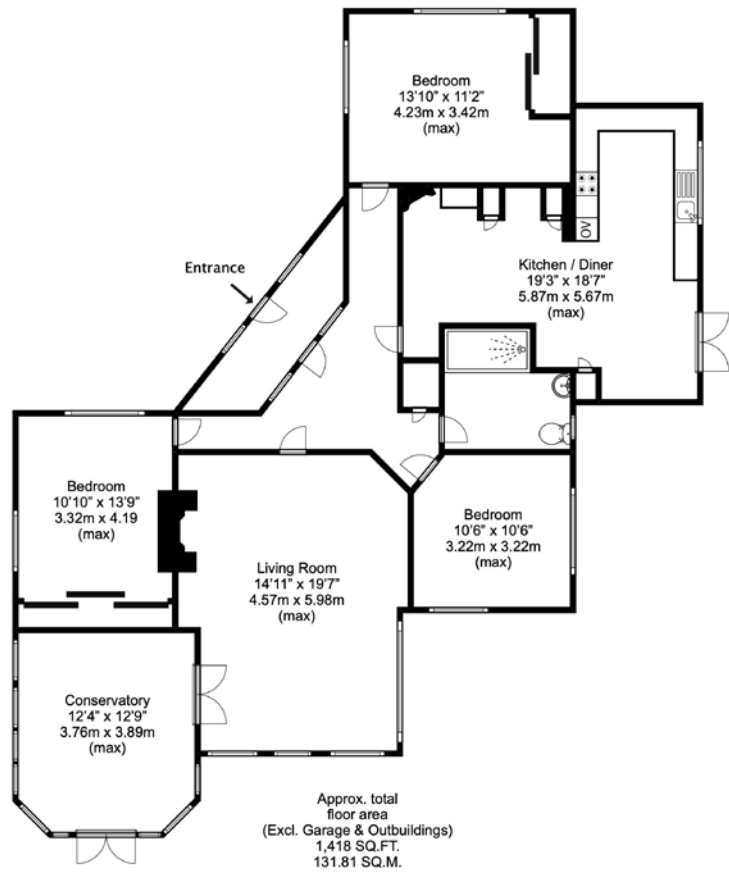 Bedroom
13'10" x 11'2"
4.23m x 3.42m
(max)
Entrance
OV
Kitchen / Diner
19'3" x 18'7"
5.87m x 5.67m
(max)
Bedroom
10'10" x 13'9"
3.32m x 4.19
(max)
Bedroom
10'6" x 10'6"
3.22m x 3.22m
(max)
Living Room
14'11" x 19'7"
4.57m x 5.98m
(max)
Conservatory
12'4" x 12'9"
3.76m x 3.89m
(max)
Approx. total
floor area
(Excl. Garage & Outbuildings)
1,418 SQ.FT.
131.81 SQ.M.